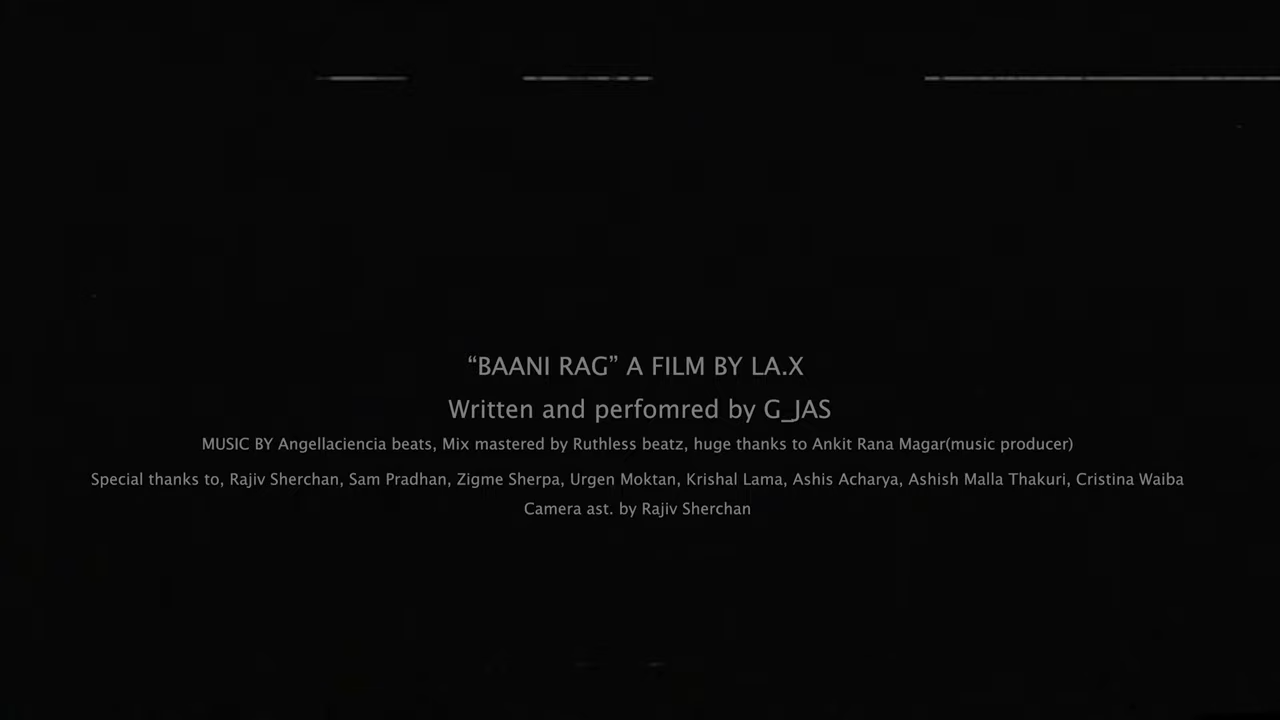 “BAANI RAG” A FILM BY LA.X
Written and perfomred by G_JAS
MUSIC BY Angellaciencia beats, Mix mastered by Ruthless beatz, huge thanks to Ankit Rana Magar(music producer)
Special thanks to, Rajiv Sherchan, Sam Pradhan, Zigme Sherpa, Urgen Moktan, Krishal Lama, Ashis Acharya, Ashish Malla Thakuri, Cristina Waiba
Camera ast. by Rajiv Sherchan